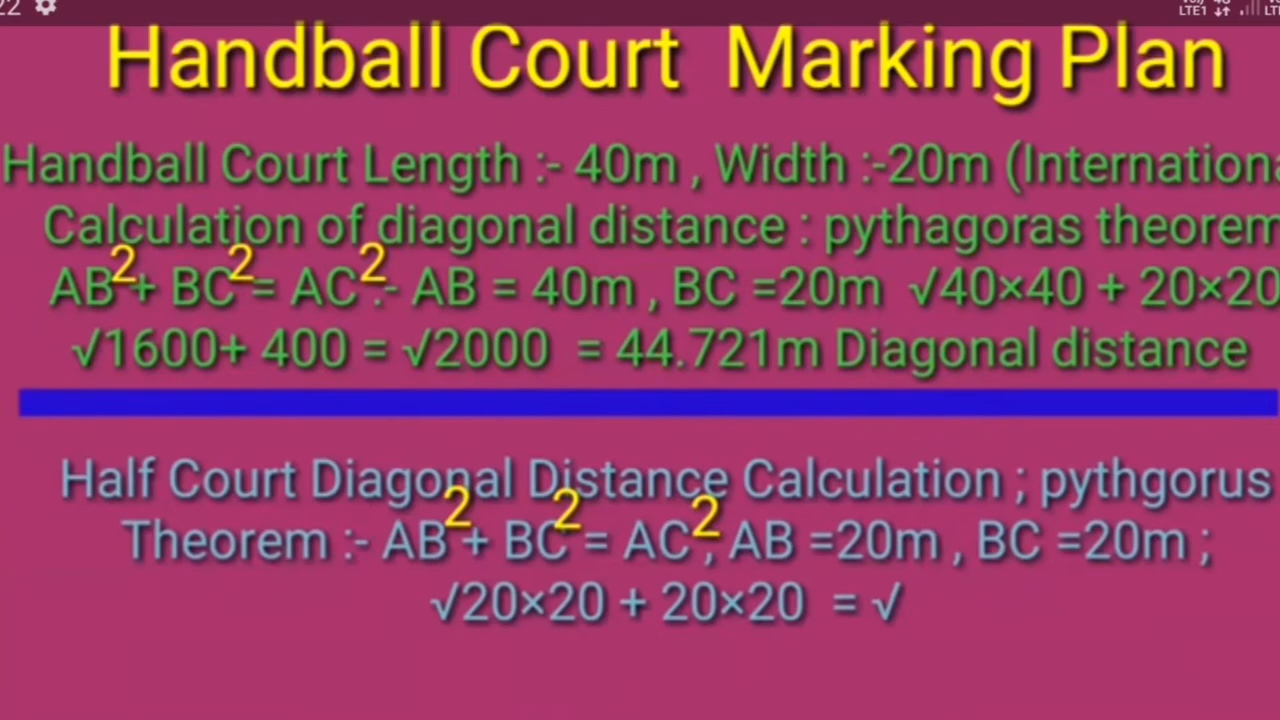 22
LTE1
Handball Court Marking Plan
Handball Court Length :- 40m , Width :-20m (Internationa
Calculation of diagonal distance : pythagoras theorem
AB²+ BC²= AC².- AB = 40m , BC =20m √40×40 + 20×20
√1600+ 400 = √2000 = 44.721m Diagonal distance
Half Court Diagonal Distance Calculation ; pythgorus
Theorem :- AB²+ BC²= AC², AB =20m , BC =20m ;
√20×20 + 20×20 = √